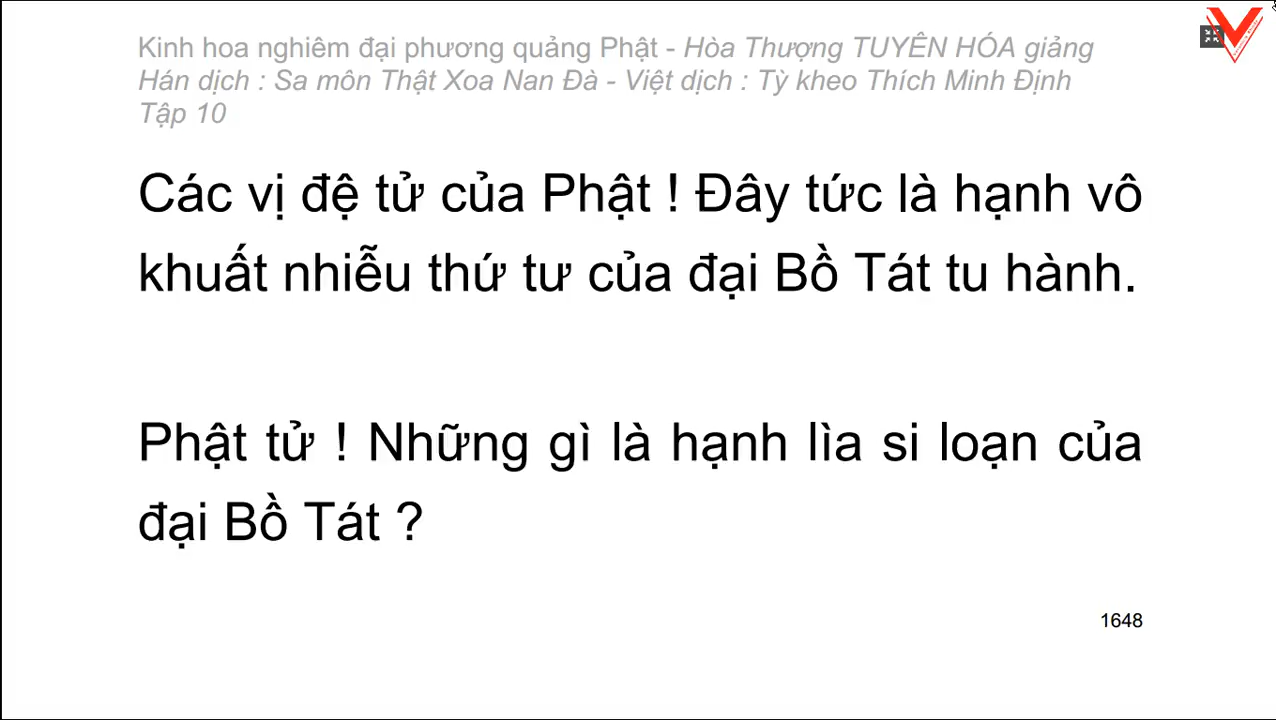 Kinh hoa nghiêm đại phương quảng Phật - Hòa Thượng TUYÊN HÓA giảng
Hán dịch : Sa môn Thật Xoa Nan Đà - Việt dịch : Tỳ kheo Thích Minh Định
Tập 10
Các vị đệ tử của Phật ! Đây tức là hạnh vô
khuất nhiễu thứ tư của đại Bồ Tát tu hành.
Phật tử ! Những gì là hạnh lìa si loạn của
đại Bồ Tát ?
1648